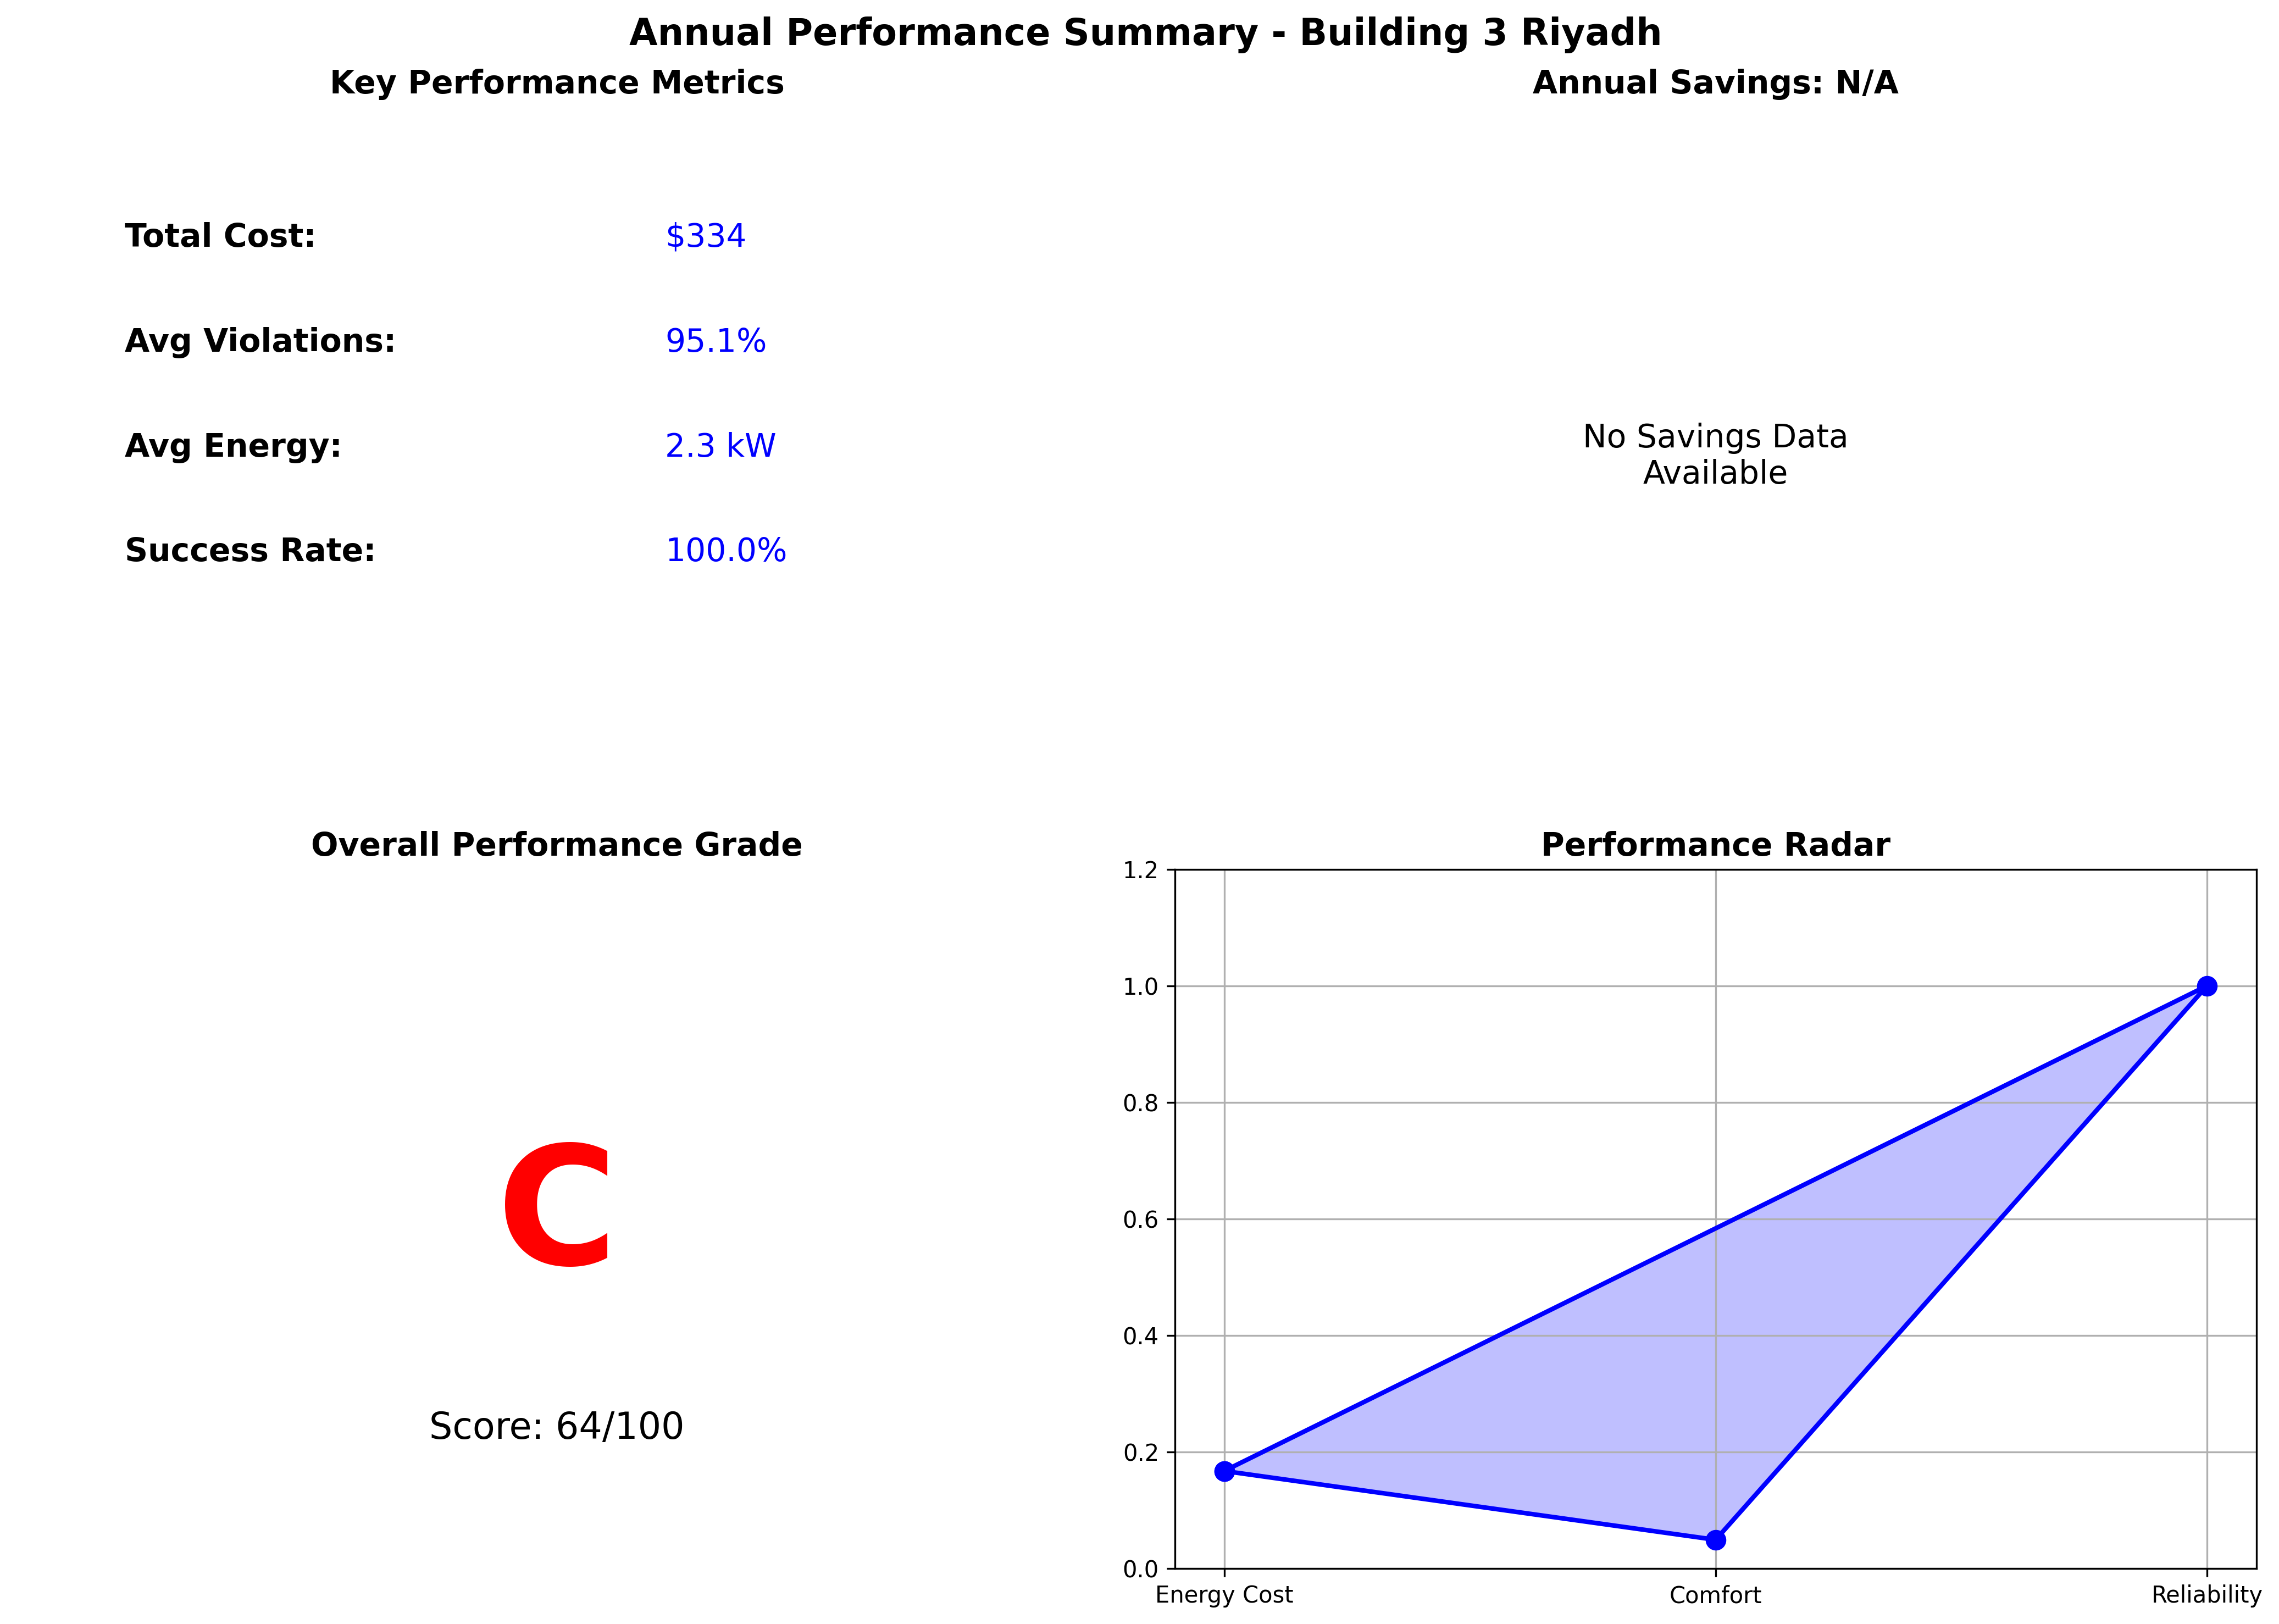 Annual Performance Summary - Building 3 Riyadh
Key Performance Metrics
Total Cost: $334
Avg Violations: 95.1%
Avg Energy: 2.3 kW
Success Rate: 100.0%
Annual Savings: N/A
No Savings Data
Available
Overall Performance Grade
C
Score: 64/100
Performance Radar
1.2
1.0
0.8
0.6
0.4
0.2
0.0
Energy Cost Comfort Reliability